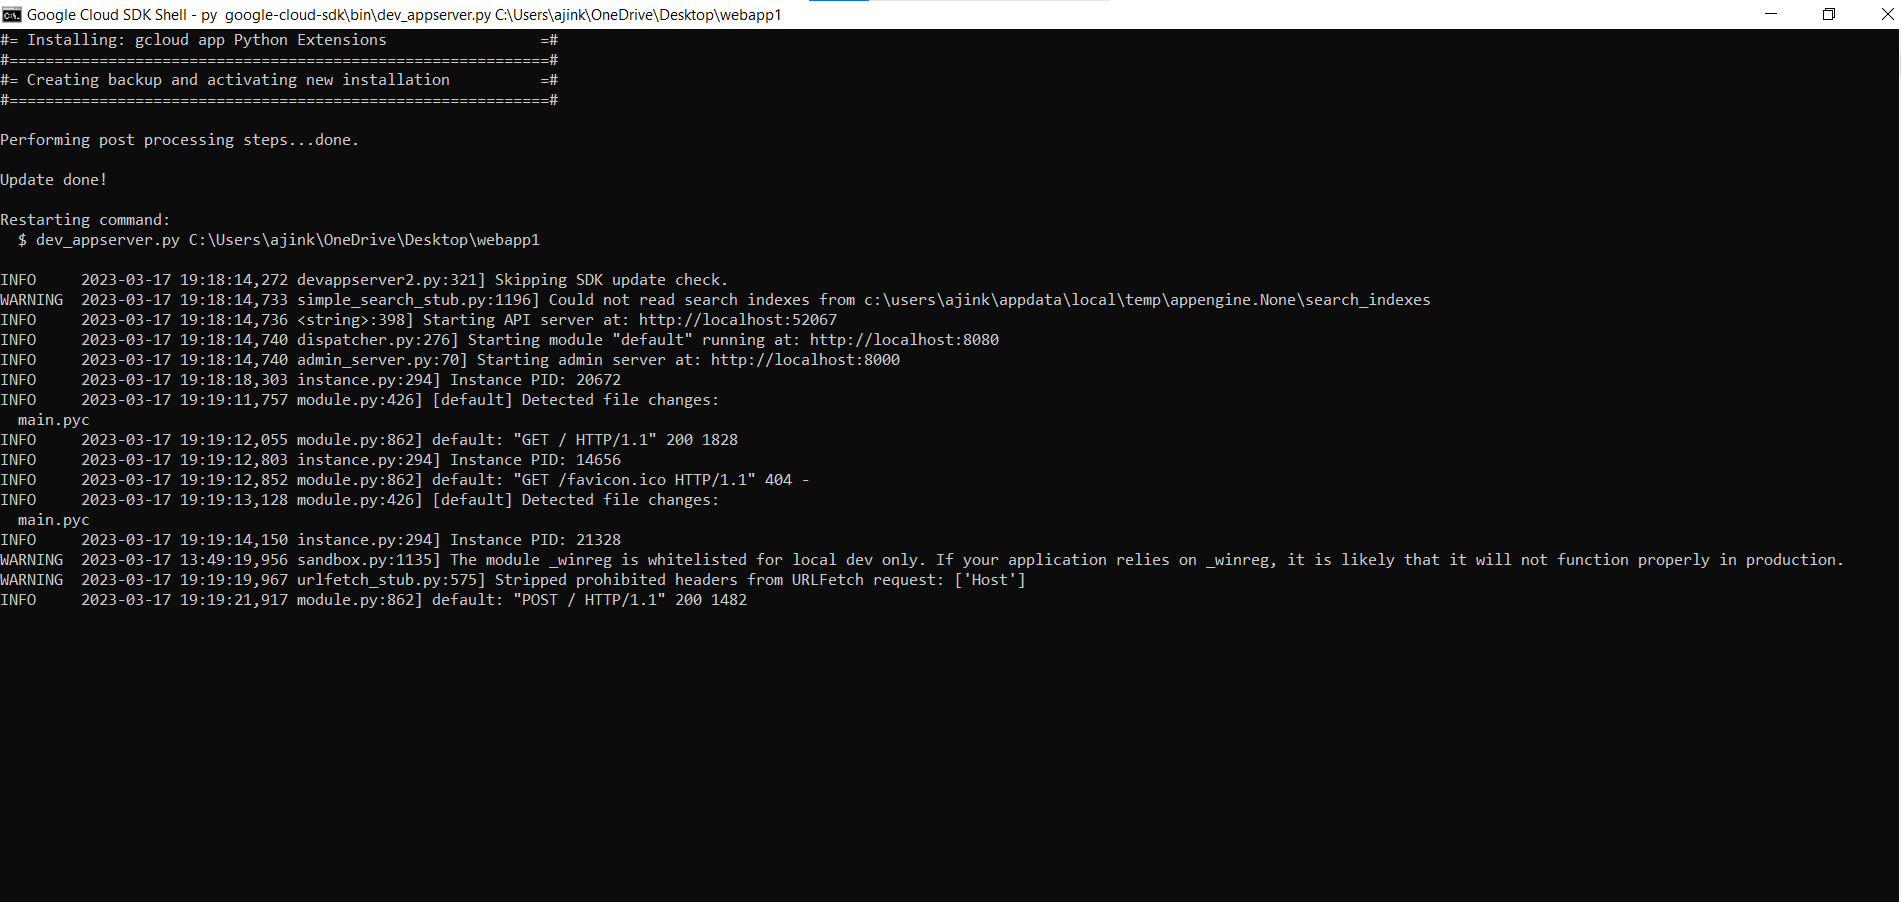 Google Cloud SDK Shell - py  google-cloud-sdk\bin\dev_appserver.py C:\Users\ajink\OneDrive\Desktop\webapp1
#= Installing: gcloud app Python Extensions                 =#
#============================================================#
#= Creating backup and activating new installation          =#
#============================================================#
Performing post processing steps...done.
Update done!
Restarting command:
  $ dev_appserver.py C:\Users\ajink\OneDrive\Desktop\webapp1
INFO     2023-03-17 19:18:14,272 devappserver2.py:321] Skipping SDK update check.
WARNING  2023-03-17 19:18:14,733 simple_search_stub.py:1196] Could not read search indexes from c:\users\ajink\appdata\local\temp\appengine.None\search_indexes
INFO     2023-03-17 19:18:14,736 <string>:398] Starting API server at: http://localhost:52067
INFO     2023-03-17 19:18:14,740 dispatcher.py:276] Starting module "default" running at: http://localhost:8080
INFO     2023-03-17 19:18:14,740 admin_server.py:70] Starting admin server at: http://localhost:8000
INFO     2023-03-17 19:18:18,303 instance.py:294] Instance PID: 20672
INFO     2023-03-17 19:19:11,757 module.py:426] [default] Detected file changes:
  main.pyc
INFO     2023-03-17 19:19:12,055 module.py:862] default: "GET / HTTP/1.1" 200 1828
INFO     2023-03-17 19:19:12,803 instance.py:294] Instance PID: 14656
INFO     2023-03-17 19:19:12,852 module.py:862] default: "GET /favicon.ico HTTP/1.1" 404 -
INFO     2023-03-17 19:19:13,128 module.py:426] [default] Detected file changes:
  main.pyc
INFO     2023-03-17 19:19:14,150 instance.py:294] Instance PID: 21328
WARNING  2023-03-17 13:49:19,956 sandbox.py:1135] The module _winreg is whitelisted for local dev only. If your application relies on _winreg, it is likely that it will not function properly in production.
WARNING  2023-03-17 19:19:19,967 urlfetch_stub.py:575] Stripped prohibited headers from URLFetch request: ['Host']
INFO     2023-03-17 19:19:21,917 module.py:862] default: "POST / HTTP/1.1" 200 1482